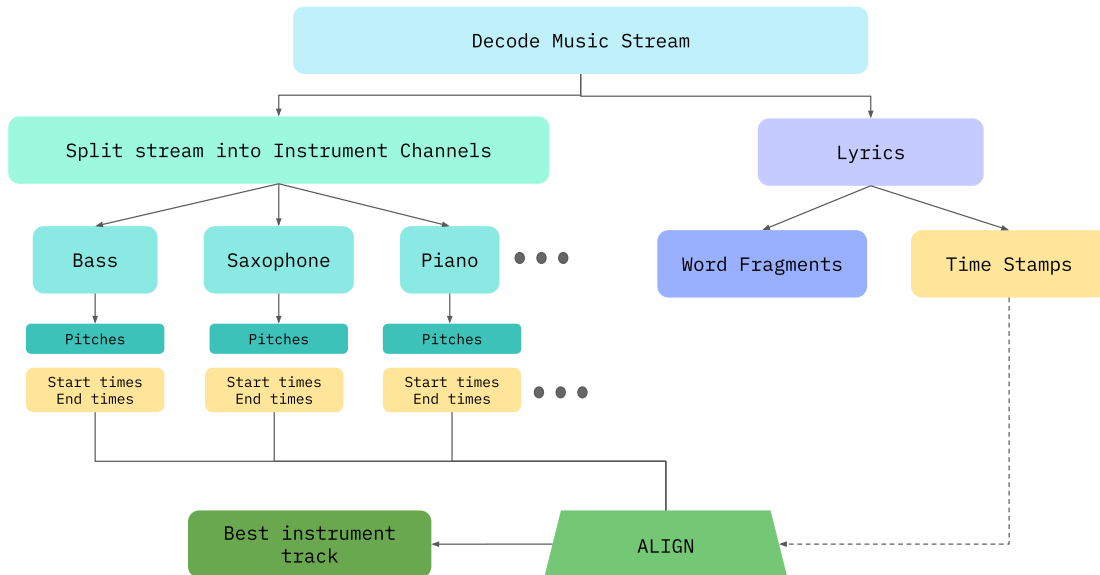 Decode Music Stream
Split stream into Instrument Channels
Lyrics
Bass
Saxophone
Piano
Word Fragments
Time Stamps
Pitches
Pitches
Pitches
Start times
End times
Start times
End times
Start times
End times
Best instrument
track
ALIGN